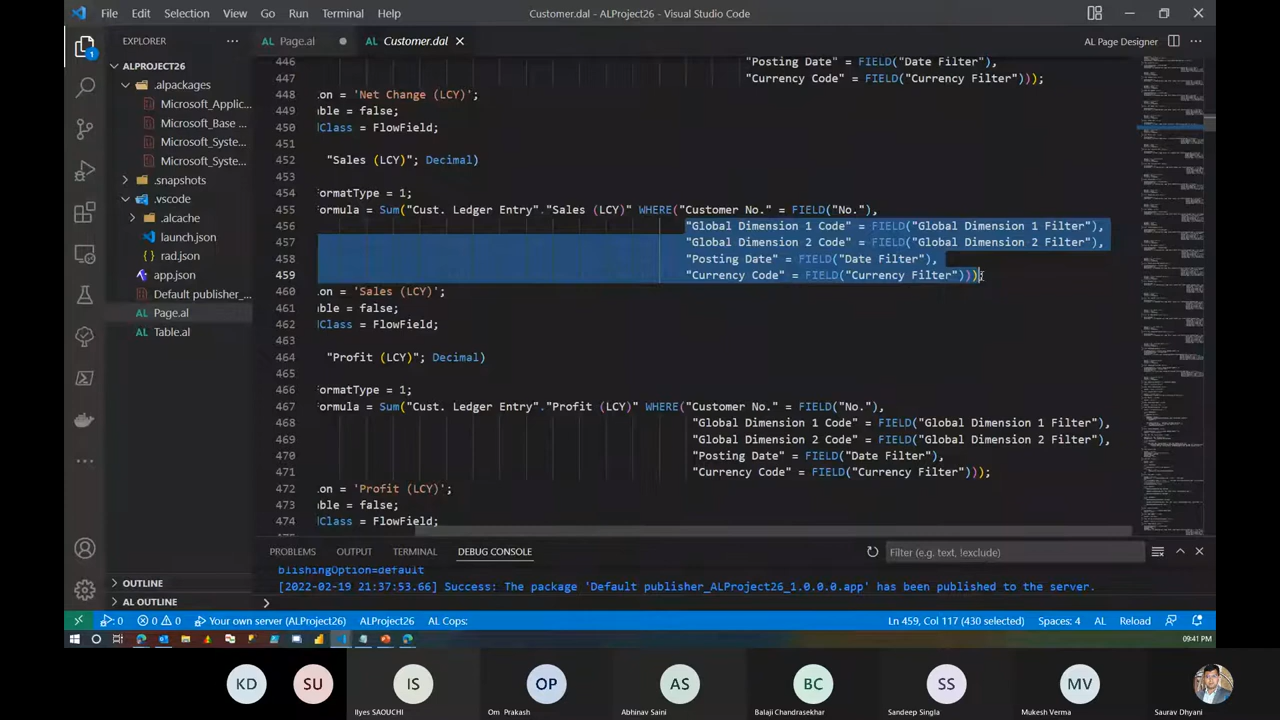 File Edit Selection View Go Run Terminal Help
Customer.dal - ALProject26 - Visual Studio Code
EXPLORER
Page.al
Customer.dal
AL Page Designer
ALPROJECT26
.alpackages
Microsoft_Applic...
Microsoft_Base ...
Microsoft_Syste...
Microsoft_Syste...
.snapshots
.vscode
.alcache
launch.json
rad.json
app.json
Default publisher_...
Page.al
Table.al
OUTLINE
AL OUTLINE
446 "Posting Date" = FIELD("Date Filter"),
447 "Currency Code" = FIELD("Currency Filter")));
448 on = 'Net Change (LCY)';
449 able = false;
450 Class = FlowField;
451
452 "Sales (LCY)"; Decimal)
453
454 ormatType = 1;
455 ormula = Sum("Cust. Ledger Entry"."Sales (LCY)" WHERE("Customer No." = FIELD("No."),
456 "Global Dimension 1 Code" = FIELD("Global Dimension 1 Filter"),
457 "Global Dimension 2 Code" = FIELD("Global Dimension 2 Filter"),
458 "Posting Date" = FIELD("Date Filter"),
459 "Currency Code" = FIELD("Currency Filter")))
460 on = 'Sales (LCY)';
461 able = false;
462 Class = FlowField;
463
464 "Profit (LCY)"; Decimal)
465
466 ormatType = 1;
467 ormula = Sum("Cust. Ledger Entry"."Profit (LCY)" WHERE("Customer No." = FIELD("No."),
468 "Global Dimension 1 Code" = FIELD("Global Dimension 1 Filter"),
469 "Global Dimension 2 Code" = FIELD("Global Dimension 2 Filter"),
470 "Posting Date" = FIELD("Date Filter"),
471 "Currency Code" = FIELD("Currency Filter")));
472 on = 'Profit (LCY)'
473 able = false;
474 Class = FlowField;
PROBLEMS OUTPUT TERMINAL DEBUG CONSOLE
Filter (e.g. text, !exclude)
blishingOption=default
[2022-02-19 21:37:53.66] Success: The package 'Default publisher_ALProject26_1.0.0.0.app' has been published to the server.
0 0 0 Your own server (ALProject26) AL Cops:
Ln 459, Col 117 (430 selected) Spaces: 4 AL Reload
09:41 PM
KD SU IS OP AS BC SS MV
Ilyes SAOUCHI Om Prakash Abhinav Saini Balaji Chandrasekhar Sandeep Singla Mukesh Verma Saurav Dhyani